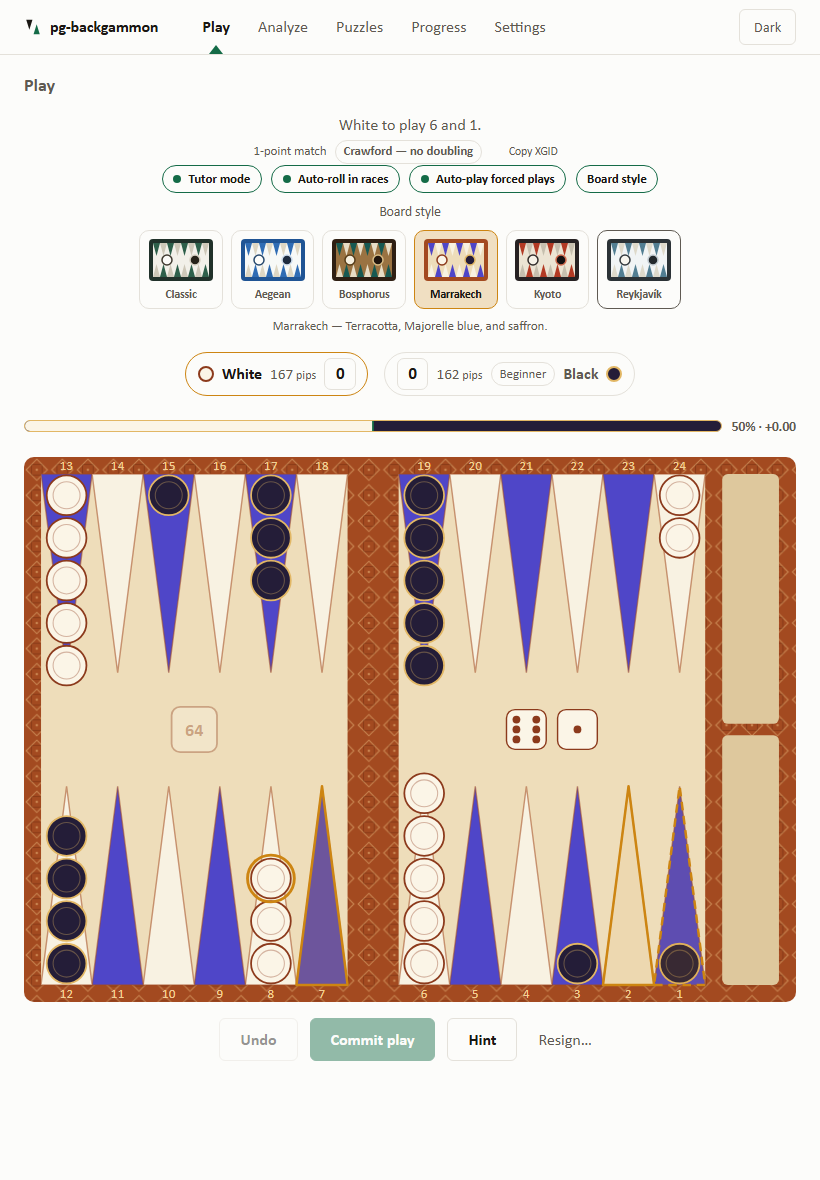 pg-backgammon Play Analyze Puzzles Progress Settings Dark
Play
White to play 6 and 1.
1-point match Crawford — no doubling Copy XGID
Tutor mode Auto-roll in races Auto-play forced plays Board style
Board style
Classic Aegean Bosphorus Marrakech Kyoto Reykjavík
Marrakech — Terracotta, Majorelle blue, and saffron.
White 167 pips 0 0 162 pips Beginner Black
50% · +0.00
13 14 15 16 17 18 19 20 21 22 23 24
64
12 11 10 9 8 7 6 5 4 3 2 1
Undo Commit play Hint Resign...